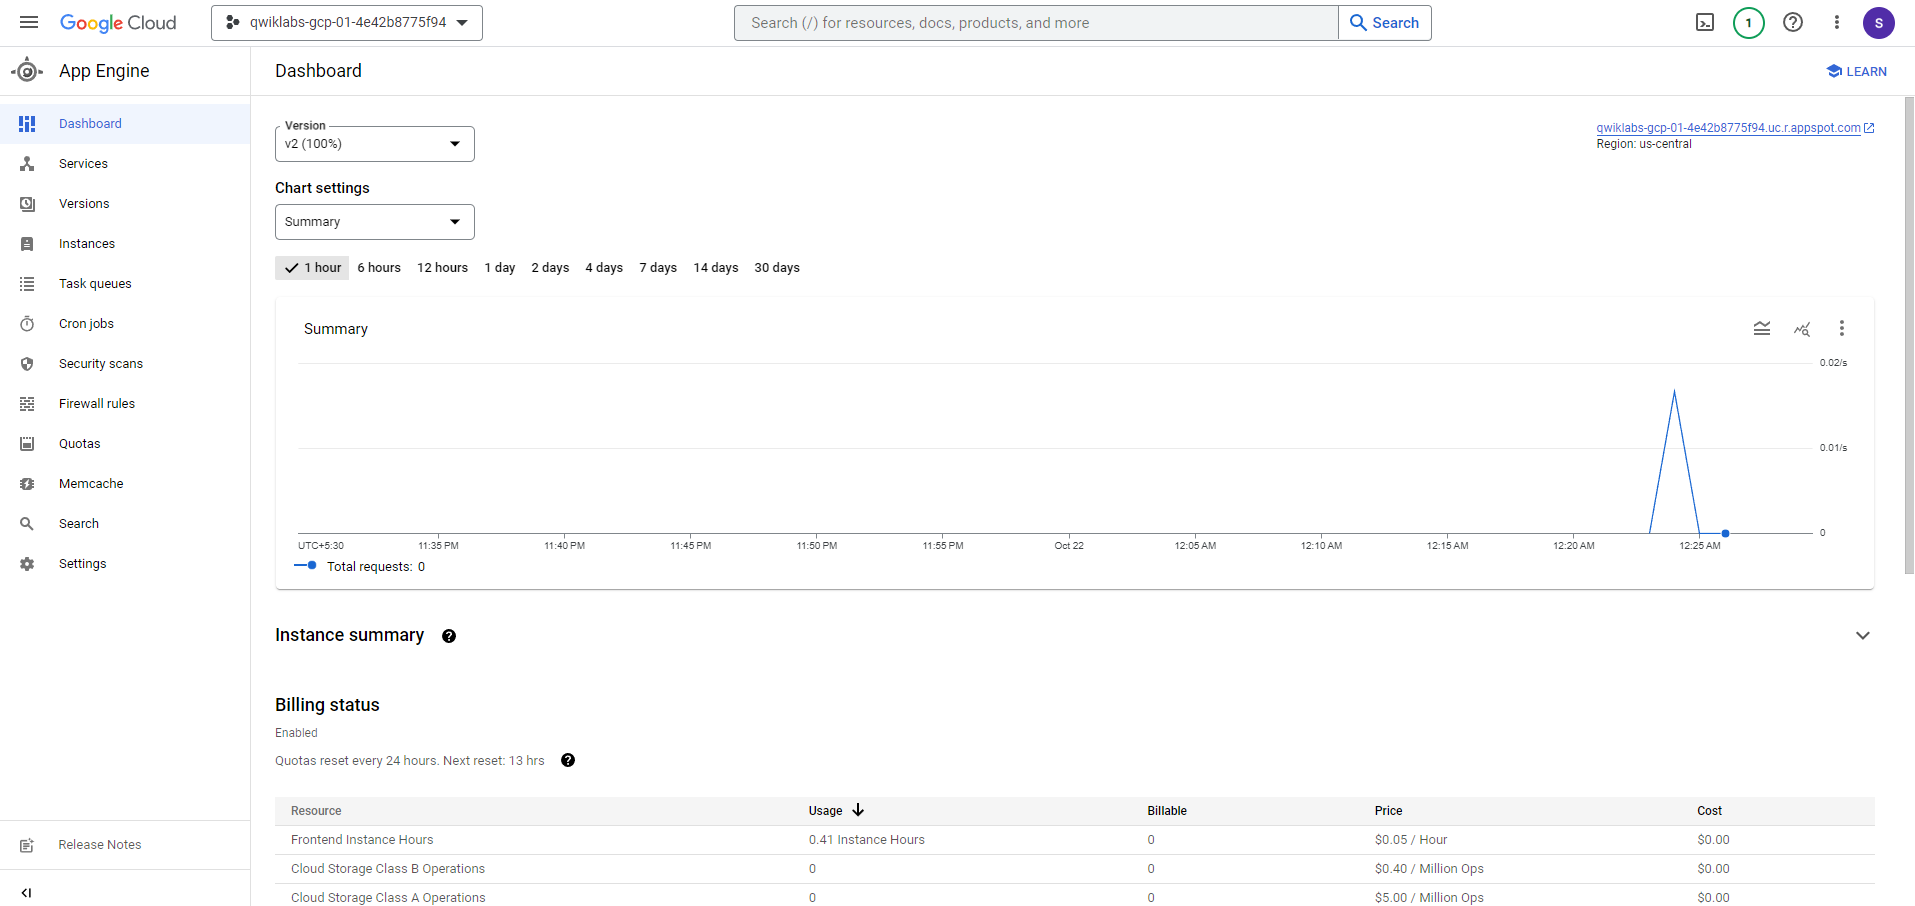 Google Cloud
qwiklabs-gcp-01-4e42b8775f94
Search (/) for resources, docs, products, and more
Search
1
S
App Engine
Dashboard
LEARN
Dashboard
Services
Versions
Instances
Task queues
Cron jobs
Security scans
Firewall rules
Quotas
Memcache
Search
Settings
Release Notes
Version
v2 (100%)
qwiklabs-gcp-01-4e42b8775f94.uc.r.appspot.com
Region: us-central
Chart settings
Summary
1 hour 6 hours 12 hours 1 day 2 days 4 days 7 days 14 days 30 days
Summary
0.02/s
0.01/s
0
UTC+5:30 11:35 PM 11:40 PM 11:45 PM 11:50 PM 11:55 PM Oct 22 12:05 AM 12:10 AM 12:15 AM 12:20 AM 12:25 AM
Total requests: 0
Instance summary ?
Billing status
Enabled
Quotas reset every 24 hours. Next reset: 13 hrs ?
Resource Usage Billable Price Cost
Frontend Instance Hours 0.41 Instance Hours 0 $0.05 / Hour $0.00
Cloud Storage Class B Operations 0 0 $0.40 / Million Ops $0.00
Cloud Storage Class A Operations 0 0 $5.00 / Million Ops $0.00